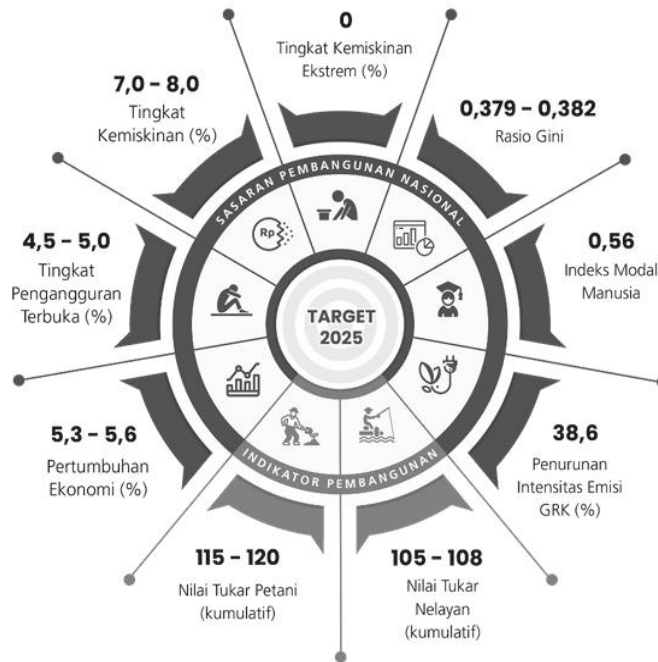 0
Tingkat Kemiskinan
Ekstrem (%)
7,0 – 8,0
Tingkat
Kemiskinan (%)
0,379 – 0,382
Rasio Gini
SASARAN PEMBANGUNAN NASIONAL
Rp
4,5 – 5,0
Tingkat
Pengangguran
Terbuka (%)
0,56
Indeks Modal
Manusia
TARGET
2025
5,3 – 5,6
Pertumbuhan
Ekonomi (%)
38,6
Penurunan
Intensitas Emisi
GRK (%)
INDIKATOR PEMBANGUNAN
115 – 120
Nilai Tukar Petani
(kumulatif)
105 – 108
Nilai Tukar
Nelayan
(kumulatif)